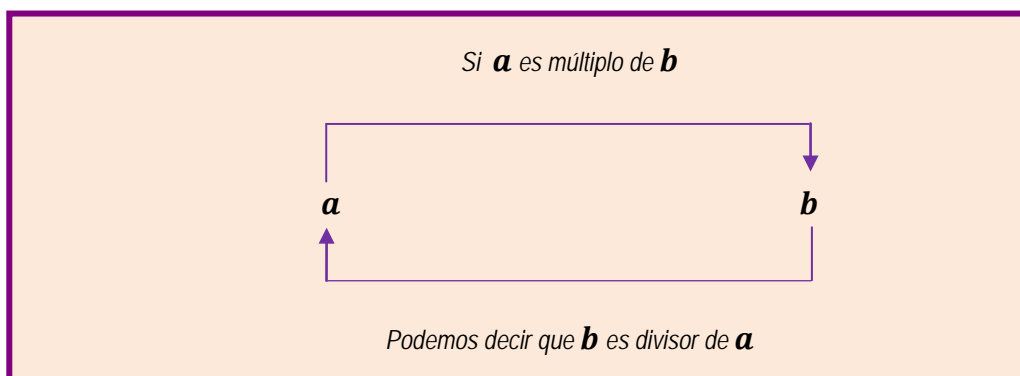 Si a es múltiplo de b
a b
Podemos decir que b es divisor de a